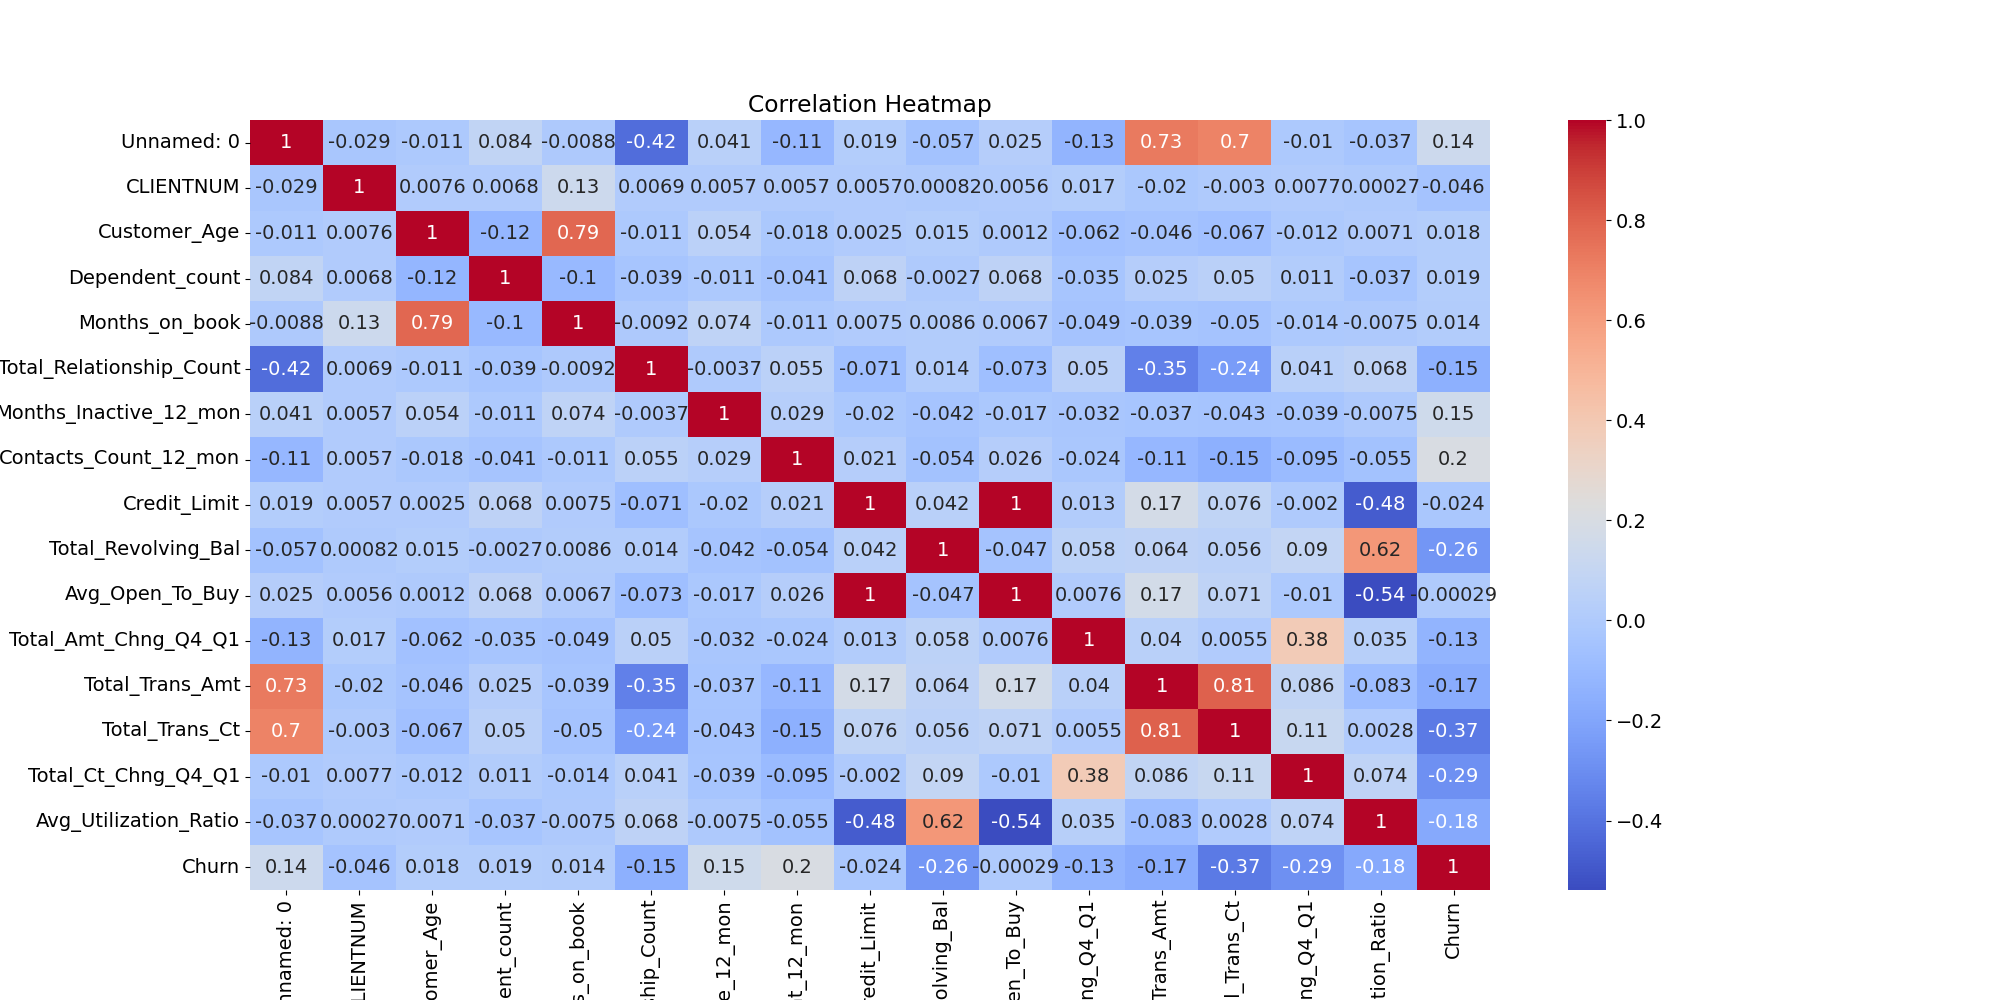 Correlation Heatmap
Unnamed: 0 1 -0.029 -0.011 0.084 -0.0088 -0.42 0.041 -0.11 0.019 -0.057 0.025 -0.13 0.73 0.7 -0.01 -0.037 0.14
CLIENTNUM -0.029 1 0.0076 0.0068 0.13 0.0069 0.0057 0.0057 0.0057 0.00082 0.0056 0.017 -0.02 -0.003 0.0077 0.00027 -0.046
Customer_Age -0.011 0.0076 1 -0.12 0.79 -0.011 0.054 -0.018 0.0025 0.015 0.0012 -0.062 -0.046 -0.067 -0.012 0.0071 0.018
Dependent_count 0.084 0.0068 -0.12 1 -0.1 -0.039 -0.011 -0.041 0.068 -0.0027 0.068 -0.035 0.025 0.05 0.011 -0.037 0.019
Months_on_book -0.0088 0.13 0.79 -0.1 1 -0.0092 0.074 -0.011 0.0075 0.0086 0.0067 -0.049 -0.039 -0.05 -0.014 -0.0075 0.014
Total_Relationship_Count -0.42 0.0069 -0.011 -0.039 -0.0092 1 -0.0037 0.055 -0.071 0.014 -0.073 0.05 -0.35 -0.24 0.041 0.068 -0.15
Months_Inactive_12_mon 0.041 0.0057 0.054 -0.011 0.074 -0.0037 1 0.029 -0.02 -0.042 -0.017 -0.032 -0.037 -0.043 -0.039 -0.0075 0.15
Contacts_Count_12_mon -0.11 0.0057 -0.018 -0.041 -0.011 0.055 0.029 1 0.021 -0.054 0.026 -0.024 -0.11 -0.15 -0.095 -0.055 0.2
Credit_Limit 0.019 0.0057 0.0025 0.068 0.0075 -0.071 -0.02 0.021 1 0.042 1 0.013 0.17 0.076 -0.002 -0.48 -0.024
Total_Revolving_Bal -0.057 0.00082 0.015 -0.0027 0.0086 0.014 -0.042 -0.054 0.042 1 -0.047 0.058 0.064 0.056 0.09 0.62 -0.26
Avg_Open_To_Buy 0.025 0.0056 0.0012 0.068 0.0067 -0.073 -0.017 0.026 1 -0.047 1 0.0076 0.17 0.071 -0.01 -0.54 -0.00029
Total_Amt_Chng_Q4_Q1 -0.13 0.017 -0.062 -0.035 -0.049 0.05 -0.032 -0.024 0.013 0.058 0.0076 1 0.04 0.0055 0.38 0.035 -0.13
Total_Trans_Amt 0.73 -0.02 -0.046 0.025 -0.039 -0.35 -0.037 -0.11 0.17 0.064 0.17 0.04 1 0.81 0.086 -0.083 -0.17
Total_Trans_Ct 0.7 -0.003 -0.067 0.05 -0.05 -0.24 -0.043 -0.15 0.076 0.056 0.071 0.0055 0.81 1 0.11 0.0028 -0.37
Total_Ct_Chng_Q4_Q1 -0.01 0.0077 -0.012 0.011 -0.014 0.041 -0.039 -0.095 -0.002 0.09 -0.01 0.38 0.086 0.11 1 0.074 -0.29
Avg_Utilization_Ratio -0.037 0.00027 0.0071 -0.037 -0.0075 0.068 -0.0075 -0.055 -0.48 0.62 -0.54 0.035 -0.083 0.0028 0.074 1 -0.18
Churn 0.14 -0.046 0.018 0.019 0.014 -0.15 0.15 0.2 -0.024 -0.26 -0.00029 -0.13 -0.17 -0.37 -0.29 -0.18 1
nnamed: 0
LIENTNUM
omer_Age
ent_count
s_on_book
ship_Count
e_12_mon
t_12_mon
redit_Limit
olving_Bal
en_To_Buy
ng_Q4_Q1
Trans_Amt
l_Trans_Ct
ng_Q4_Q1
tion_Ratio
Churn
1.0
0.8
0.6
0.4
0.2
0.0
−0.2
−0.4